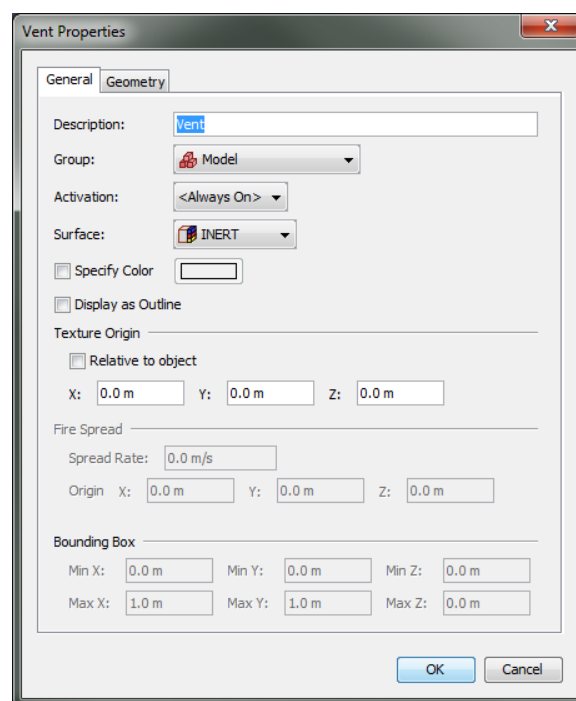 Vent Properties
General Geometry
Description: Vent
Group: Model
Activation: <Always On>
Surface: INERT
Specify Color
Display as Outline
Texture Origin
Relative to object
X: 0.0 m Y: 0.0 m Z: 0.0 m
Fire Spread
Spread Rate: 0.0 m/s
Origin X: 0.0 m Y: 0.0 m Z: 0.0 m
Bounding Box
Min X: 0.0 m Min Y: 0.0 m Min Z: 0.0 m
Max X: 1.0 m Max Y: 1.0 m Max Z: 0.0 m
OK Cancel